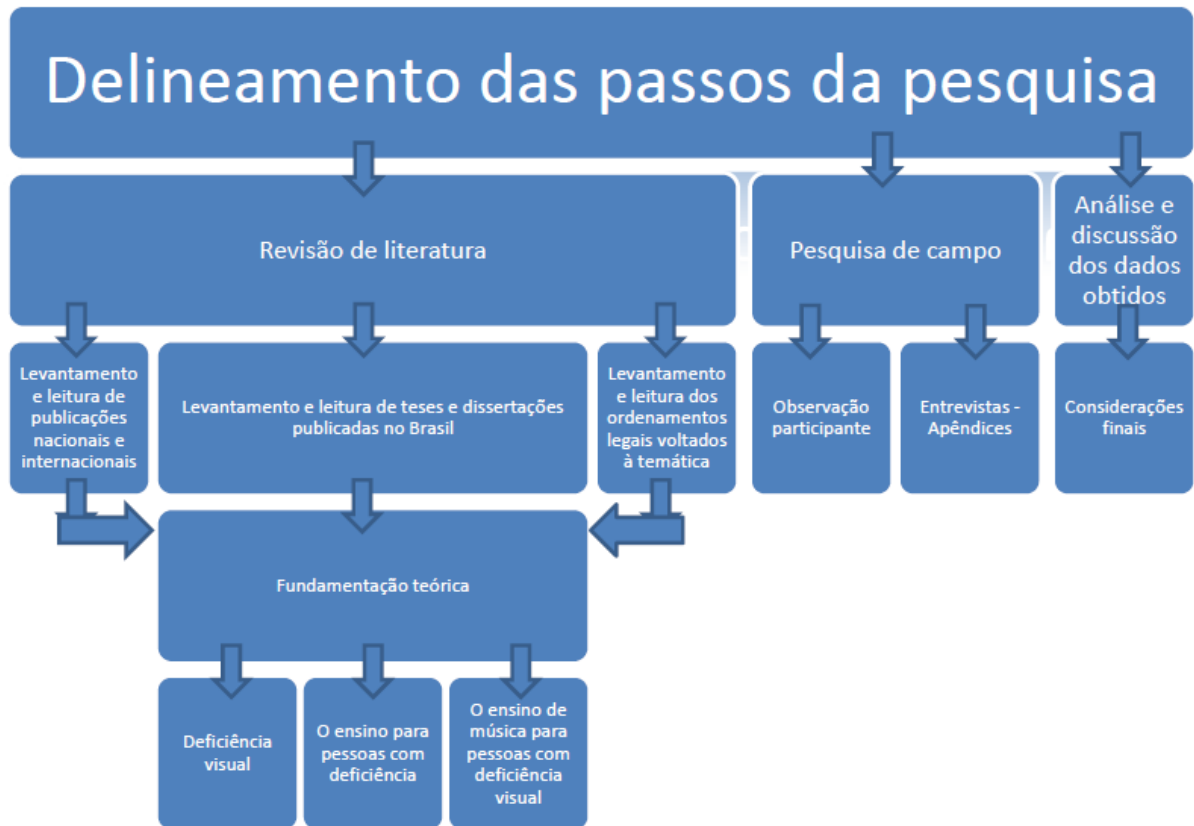 Delineamento das passos da pesquisa
Revisão de literatura
Pesquisa de campo
Análise e
discussão
dos dados
obtidos
Levantamento
e leitura de
publicações
nacionais e
internacionais
Levantamento e leitura de teses e dissertações
publicadas no Brasil
Levantamento
e leitura dos
ordenamentos
legais voltados
à temática
Observação
participante
Entrevistas -
Apêndices
Considerações
finais
Fundamentação teórica
Deficiência
visual
O ensino para
pessoas com
deficiência
O ensino de
música para
pessoas com
deficiência
visual